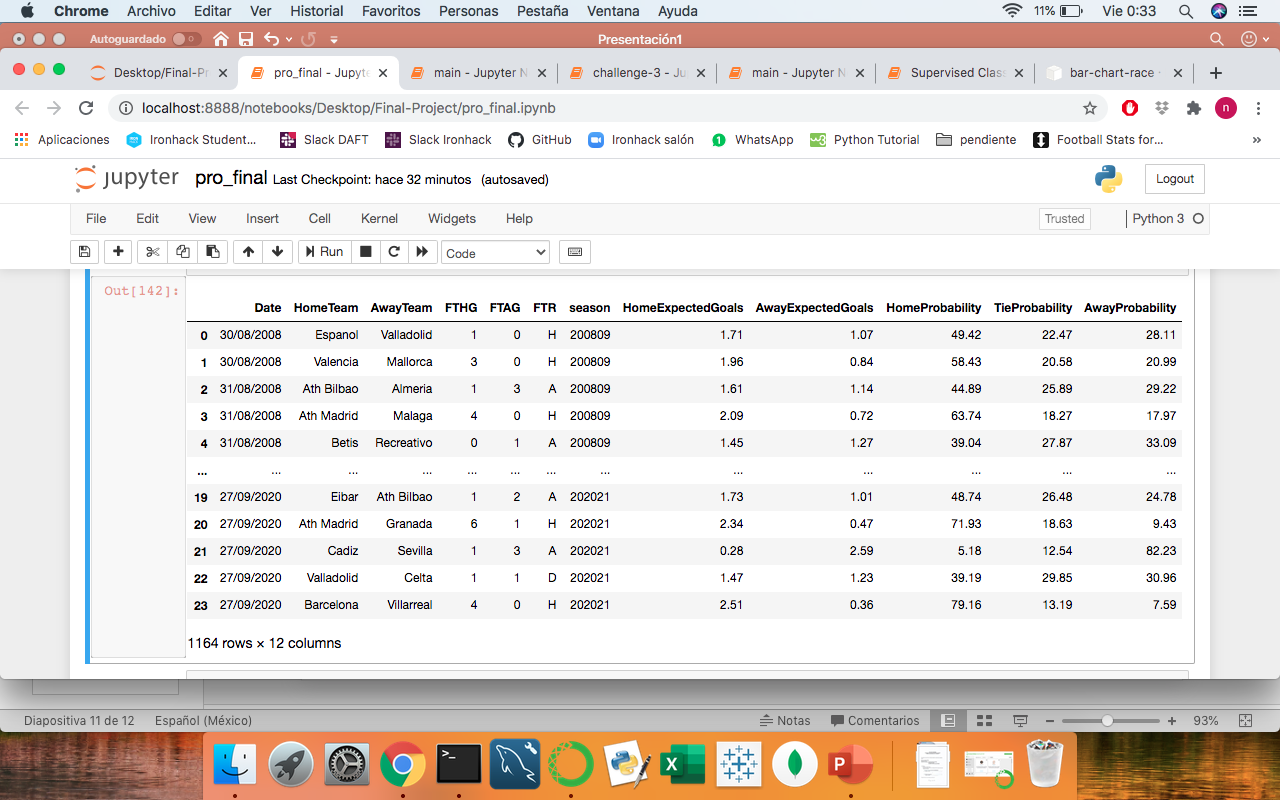 Chrome Archivo Editar Ver Historial Favoritos Personas Pestaña Ventana Ayuda 11% Vie 0:33
Autoguardado Presentación1
Desktop/Final-Pr pro_final - Jupyte main - Jupyter N challenge-3 - Ju main - Jupyter N Supervised Clas bar-chart-race
localhost:8888/notebooks/Desktop/Final-Project/pro_final.ipynb n
Aplicaciones Ironhack Student... Slack DAFT Slack Ironhack GitHub Ironhack salón 1 WhatsApp Python Tutorial pendiente Football Stats for... »
jupyter pro_final Last Checkpoint: hace 32 minutos (autosaved) Logout
File Edit View Insert Cell Kernel Widgets Help Trusted Python 3
Run Code
Out[142]:
Date HomeTeam AwayTeam FTHG FTAG FTR season HomeExpectedGoals AwayExpectedGoals HomeProbability TieProbability AwayProbability
0 30/08/2008 Espanol Valladolid 1 0 H 200809 1.71 1.07 49.42 22.47 28.11
1 30/08/2008 Valencia Mallorca 3 0 H 200809 1.96 0.84 58.43 20.58 20.99
2 31/08/2008 Ath Bilbao Almeria 1 3 A 200809 1.61 1.14 44.89 25.89 29.22
3 31/08/2008 Ath Madrid Malaga 4 0 H 200809 2.09 0.72 63.74 18.27 17.97
4 31/08/2008 Betis Recreativo 0 1 A 200809 1.45 1.27 39.04 27.87 33.09
... ... ... ... ... ... ... ... ... ... ... ... ...
19 27/09/2020 Eibar Ath Bilbao 1 2 A 202021 1.73 1.01 48.74 26.48 24.78
20 27/09/2020 Ath Madrid Granada 6 1 H 202021 2.34 0.47 71.93 18.63 9.43
21 27/09/2020 Cadiz Sevilla 1 3 A 202021 0.28 2.59 5.18 12.54 82.23
22 27/09/2020 Valladolid Celta 1 1 D 202021 1.47 1.23 39.19 29.85 30.96
23 27/09/2020 Barcelona Villarreal 4 0 H 202021 2.51 0.36 79.16 13.19 7.59
1164 rows × 12 columns
Diapositiva 11 de 12 Español (México) Notas Comentarios 93%